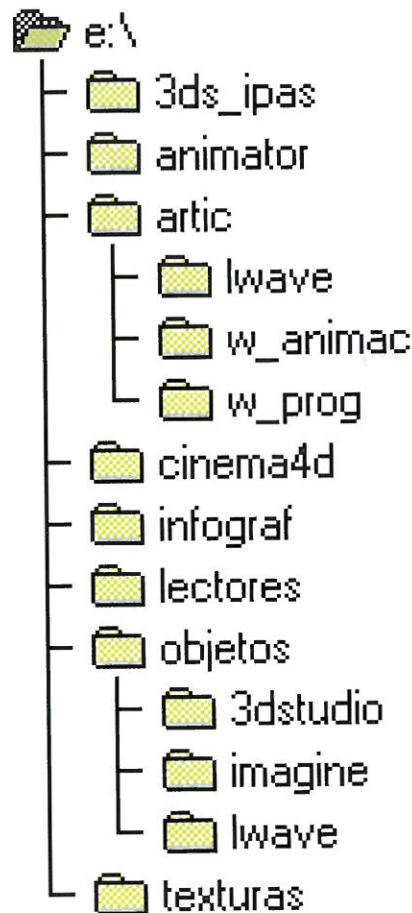 e:\
3ds_ipas
animator
artic
lwave
w_animac
w_prog
cinema4d
infograf
lectores
objetos
3dstudio
imagine
lwave
texturas